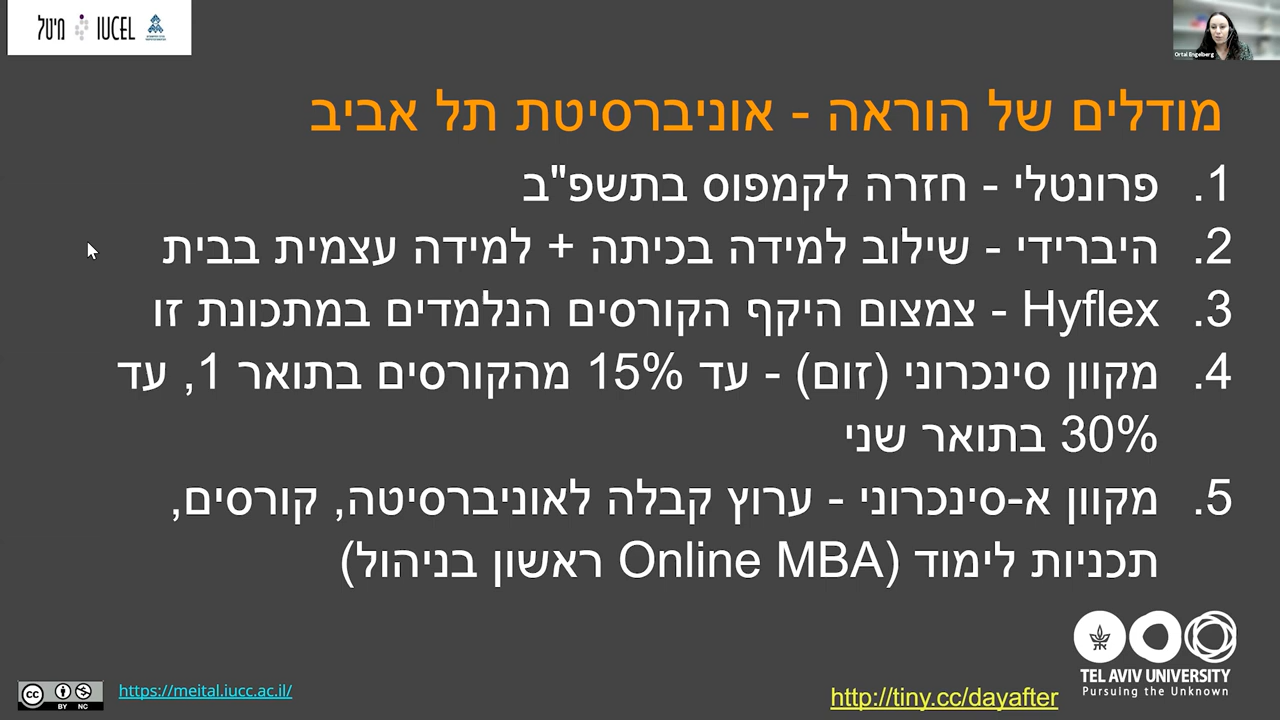 מיטל IUCEL
Ortal Engelberg
מודלים של הוראה - אוניברסיטת תל אביב
1. פרונטלי - חזרה לקמפוס בתשפ"ב
2. היברידי - שילוב למידה בכיתה + למידה עצמית בבית
3. Hyflex - צמצום היקף הקורסים הנלמדים במתכונת זו
4. מקוון סינכרוני (זום) - עד 15% מהקורסים בתואר 1, עד
30% בתואר שני
5. מקוון א-סינכרוני - ערוץ קבלה לאוניברסיטה, קורסים,
תכניות לימוד (Online MBA ראשון בניהול)
TEL AVIV UNIVERSITY
Pursuing the Unknown
http://tiny.cc/dayafter
https://meital.iucc.ac.il/
cc
BY NC